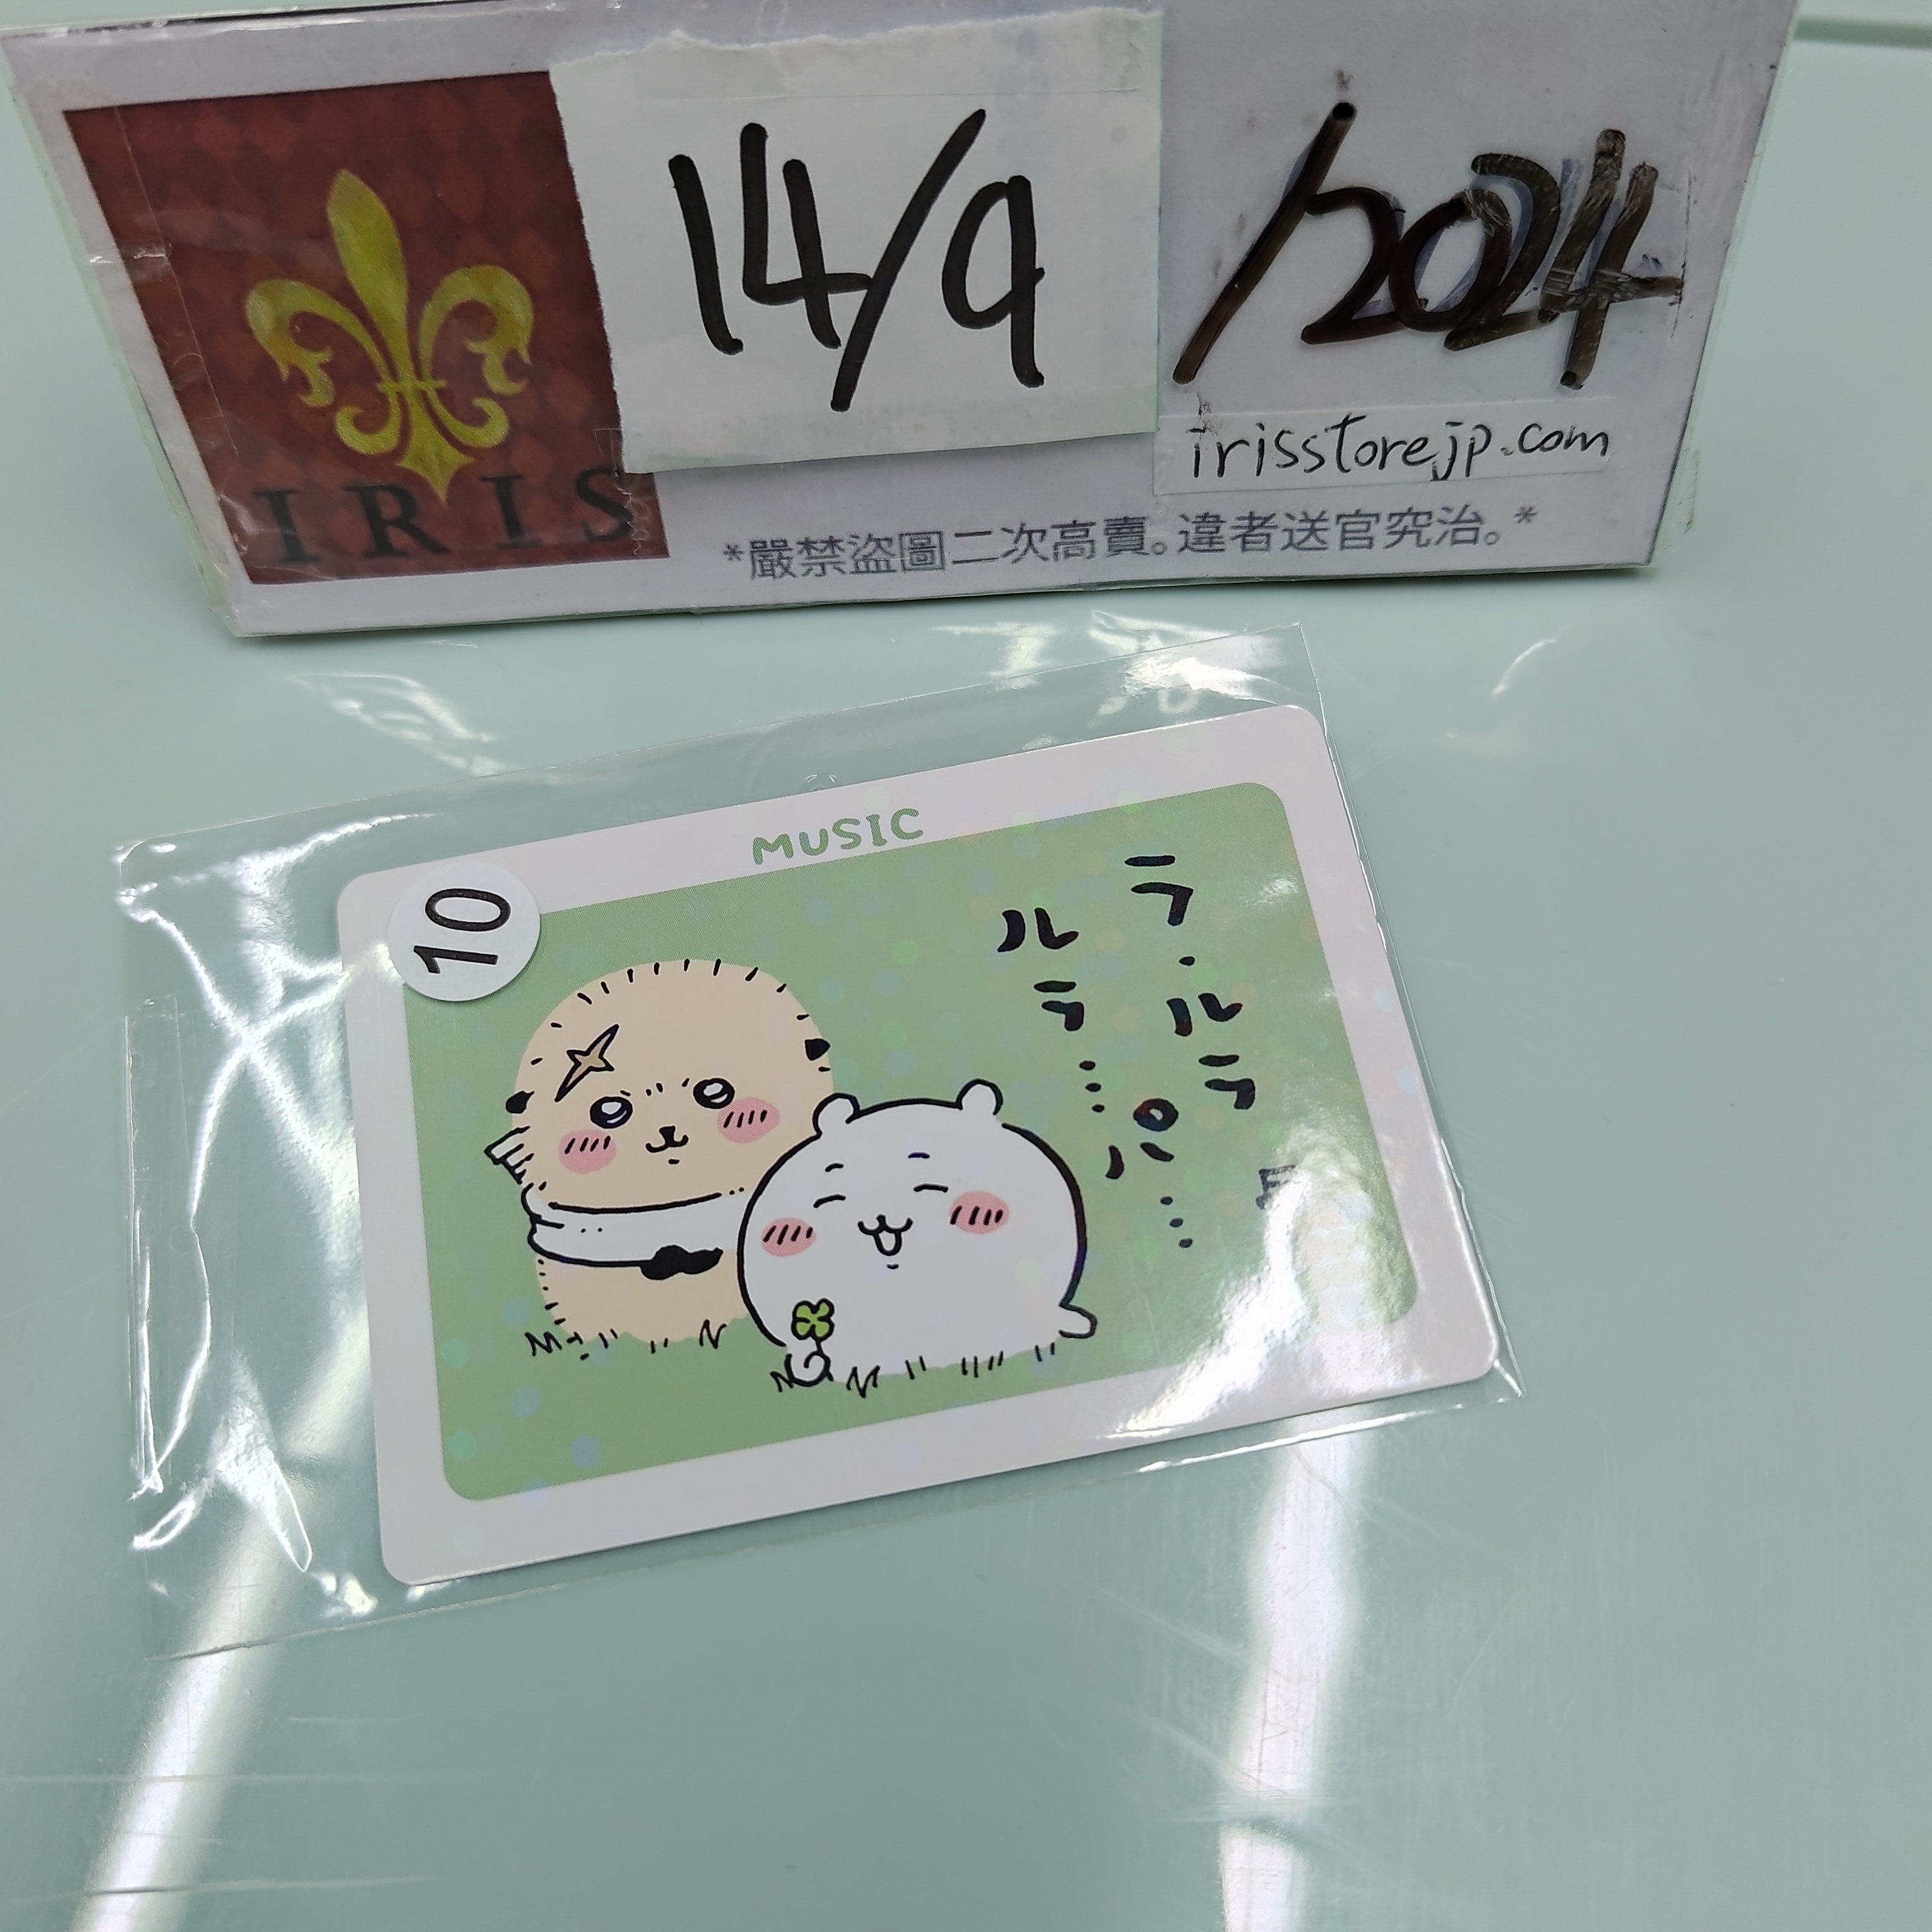 14/9
/2024
IRIS
irisstorejp.com
*嚴禁盜圖二次高賣。違者送官究治。*
MUSIC
10
ラ・ルラ
ルラ……
パ……